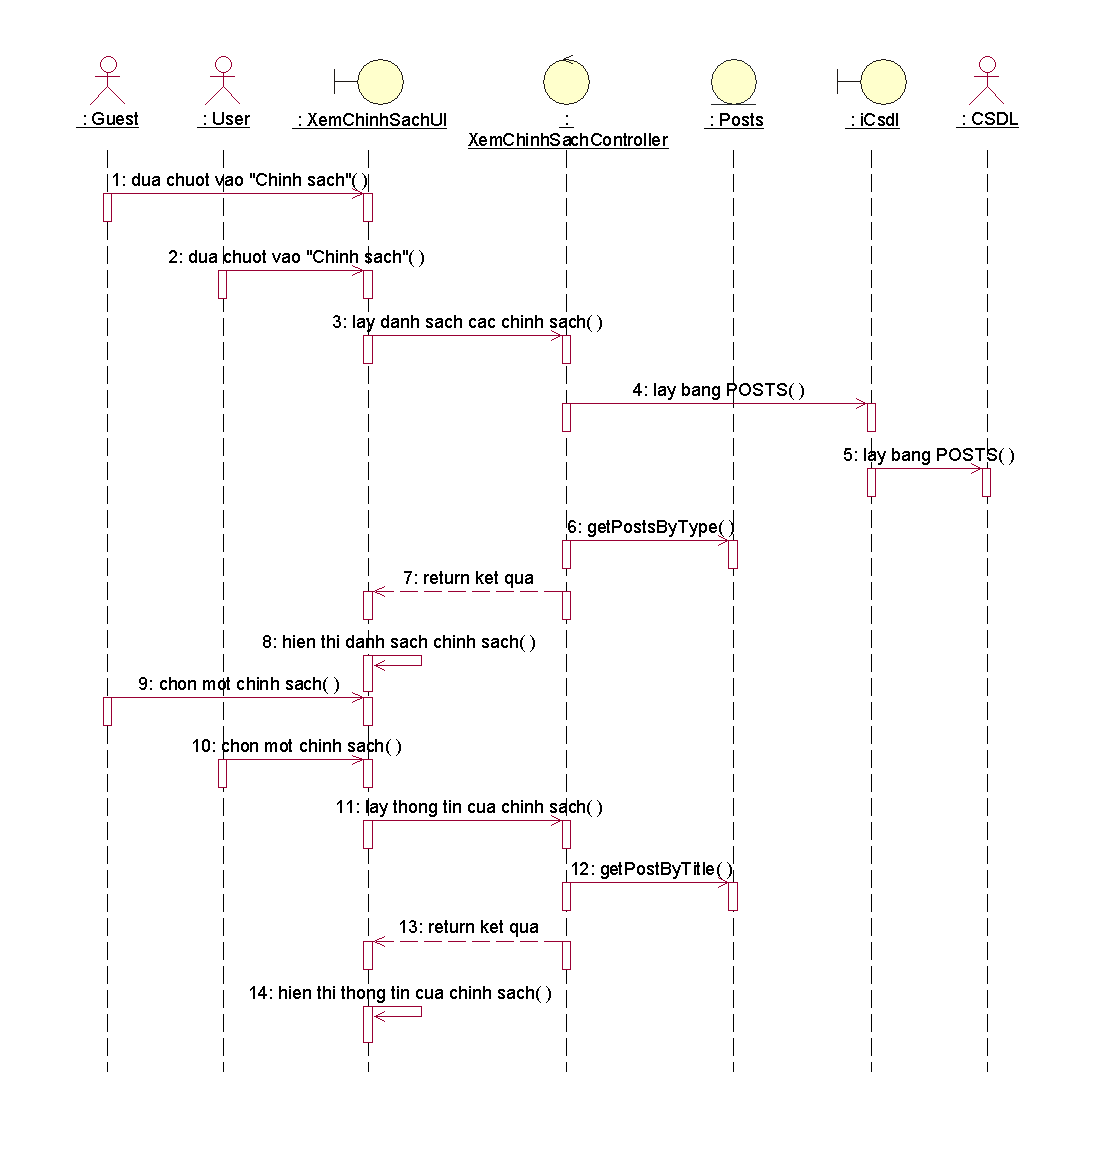 : Guest
: User
: XemChinhSachUI
:
XemChinhSachController
: Posts
: iCsdl
: CSDL
1: dua chuot vao "Chinh sach"( )
2: dua chuot vao "Chinh sach"( )
3: lay danh sach cac chinh sach( )
4: lay bang POSTS( )
5: lay bang POSTS( )
6: getPostsByType( )
7: return ket qua
8: hien thi danh sach chinh sach( )
9: chon mot chinh sach( )
10: chon mot chinh sach( )
11: lay thong tin cua chinh sach( )
12: getPostByTitle( )
13: return ket qua
14: hien thi thong tin cua chinh sach( )